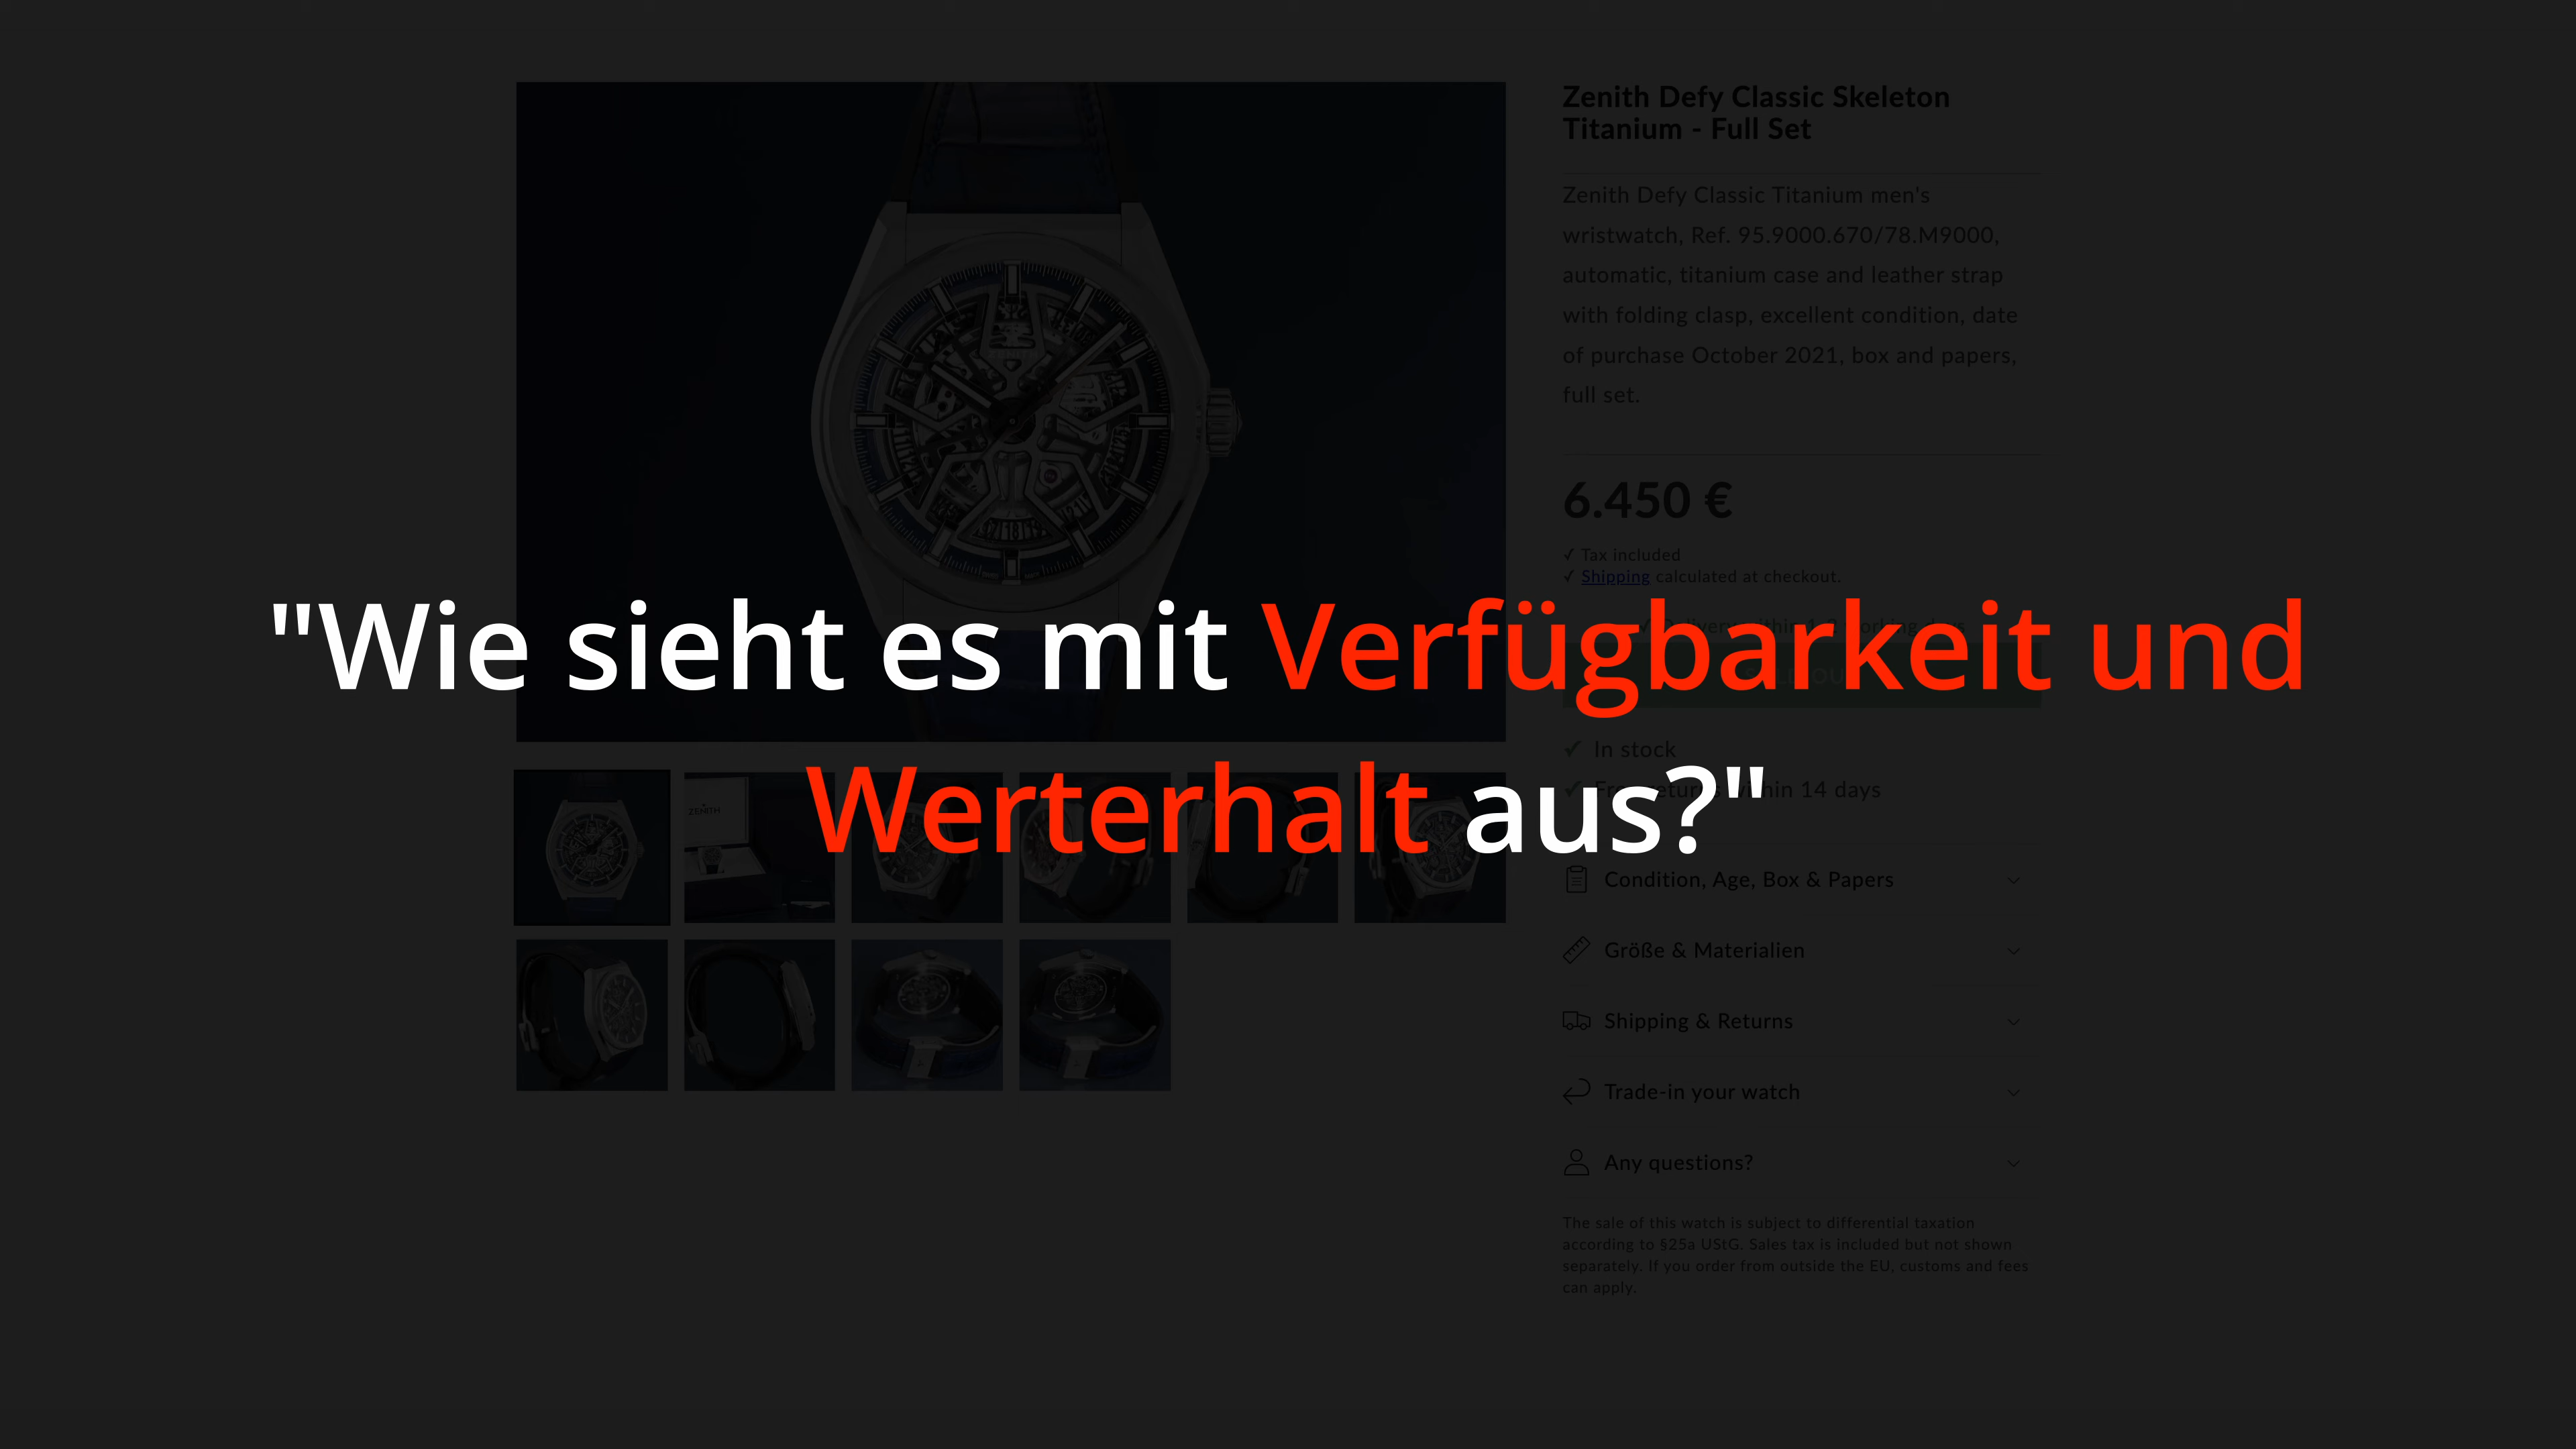 Zenith Defy Classic Skeleton
Titanium - Full Set
Zenith Defy Classic Titanium men's
wristwatch, Ref. 95.9000.670/78.M9000,
automatic, titanium case and leather strap
with folding clasp, excellent condition, date
of purchase October 2021, box and papers,
full set.
6.450 €
✓ Tax included
✓ Shipping calculated at checkout.
"Wie sieht es mit Verfügbarkeit und
Werterhalt aus?"
✓ In stock
within 14 days
ZENITH
Condition, Age, Box & Papers
Größe & Materialien
Shipping & Returns
Trade-in your watch
Any questions?
The sale of this watch is subject to differential taxation
according to §25a UStG. Sales tax is included but not shown
separately. If you order from outside the EU, customs and fees
can apply.